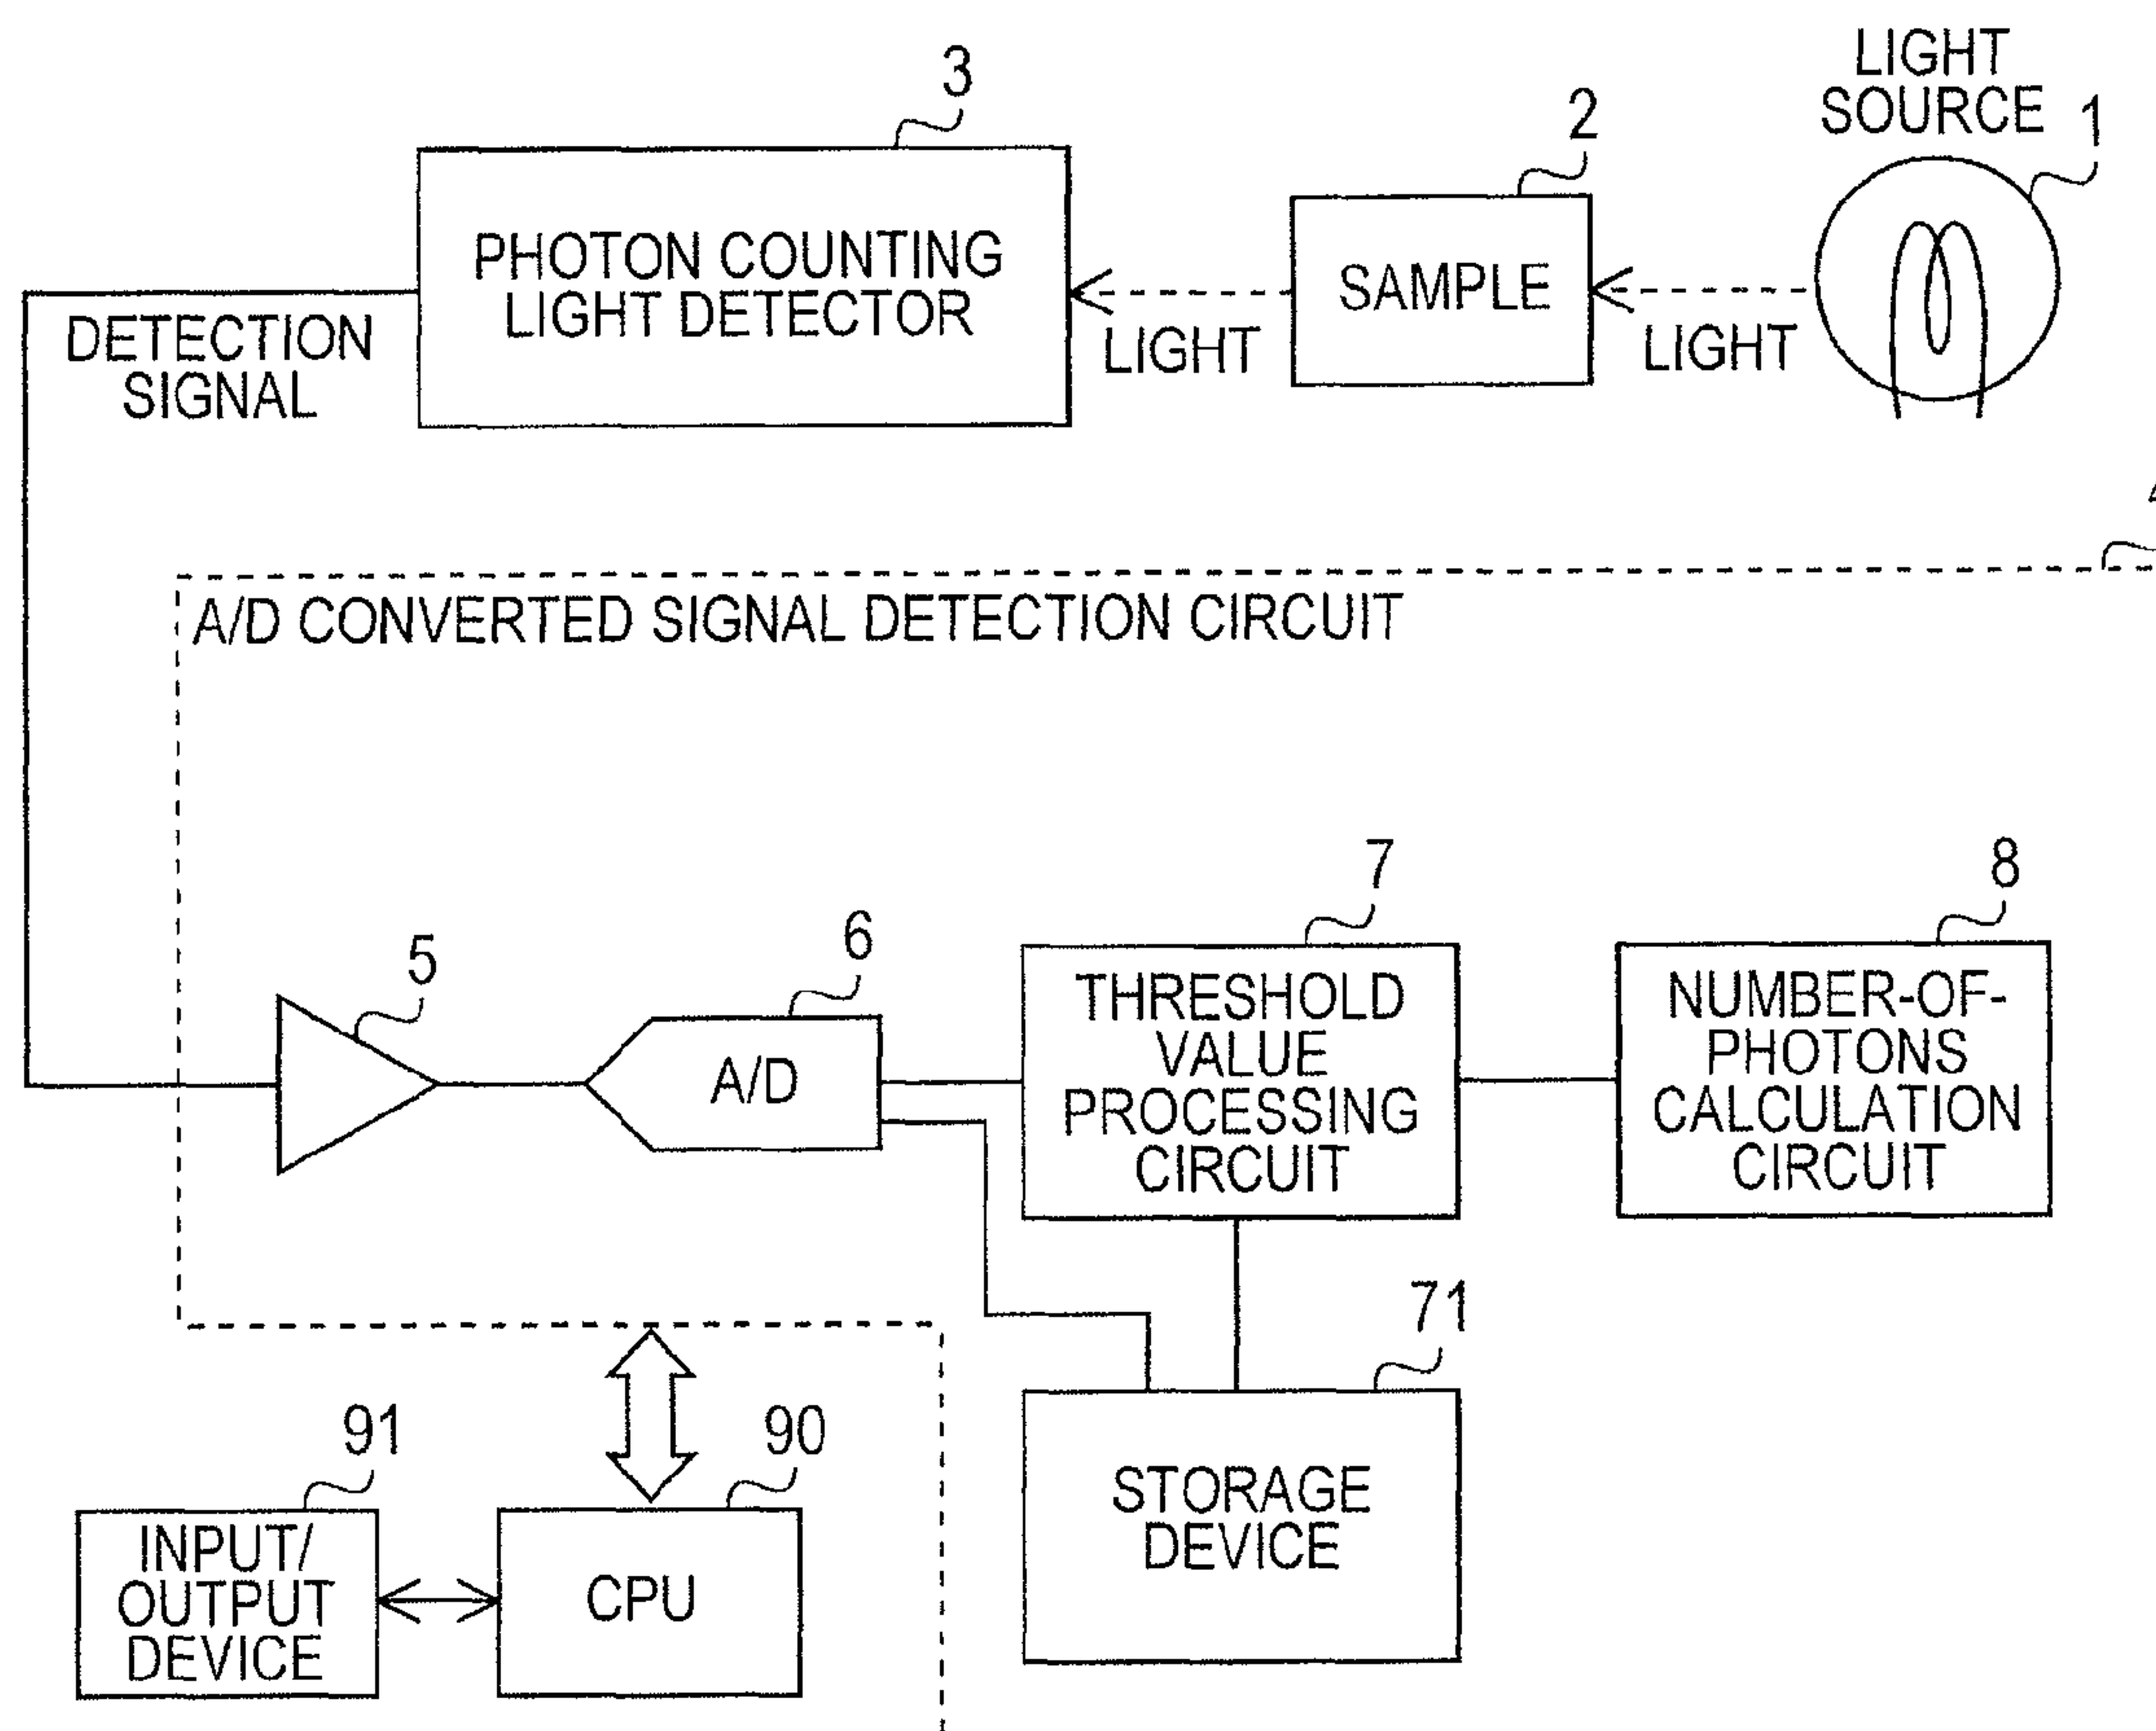 LIGHT
SOURCE
1
2
3
PHOTON COUNTING
LIGHT DETECTOR
SAMPLE
LIGHT
LIGHT
DETECTION
SIGNAL
4
A/D CONVERTED SIGNAL DETECTION CIRCUIT
5
6
A/D
7
THRESHOLD
VALUE
PROCESSING
CIRCUIT
8
NUMBER-OF-
PHOTONS
CALCULATION
CIRCUIT
71
STORAGE
DEVICE
91
INPUT/
OUTPUT
DEVICE
90
CPU